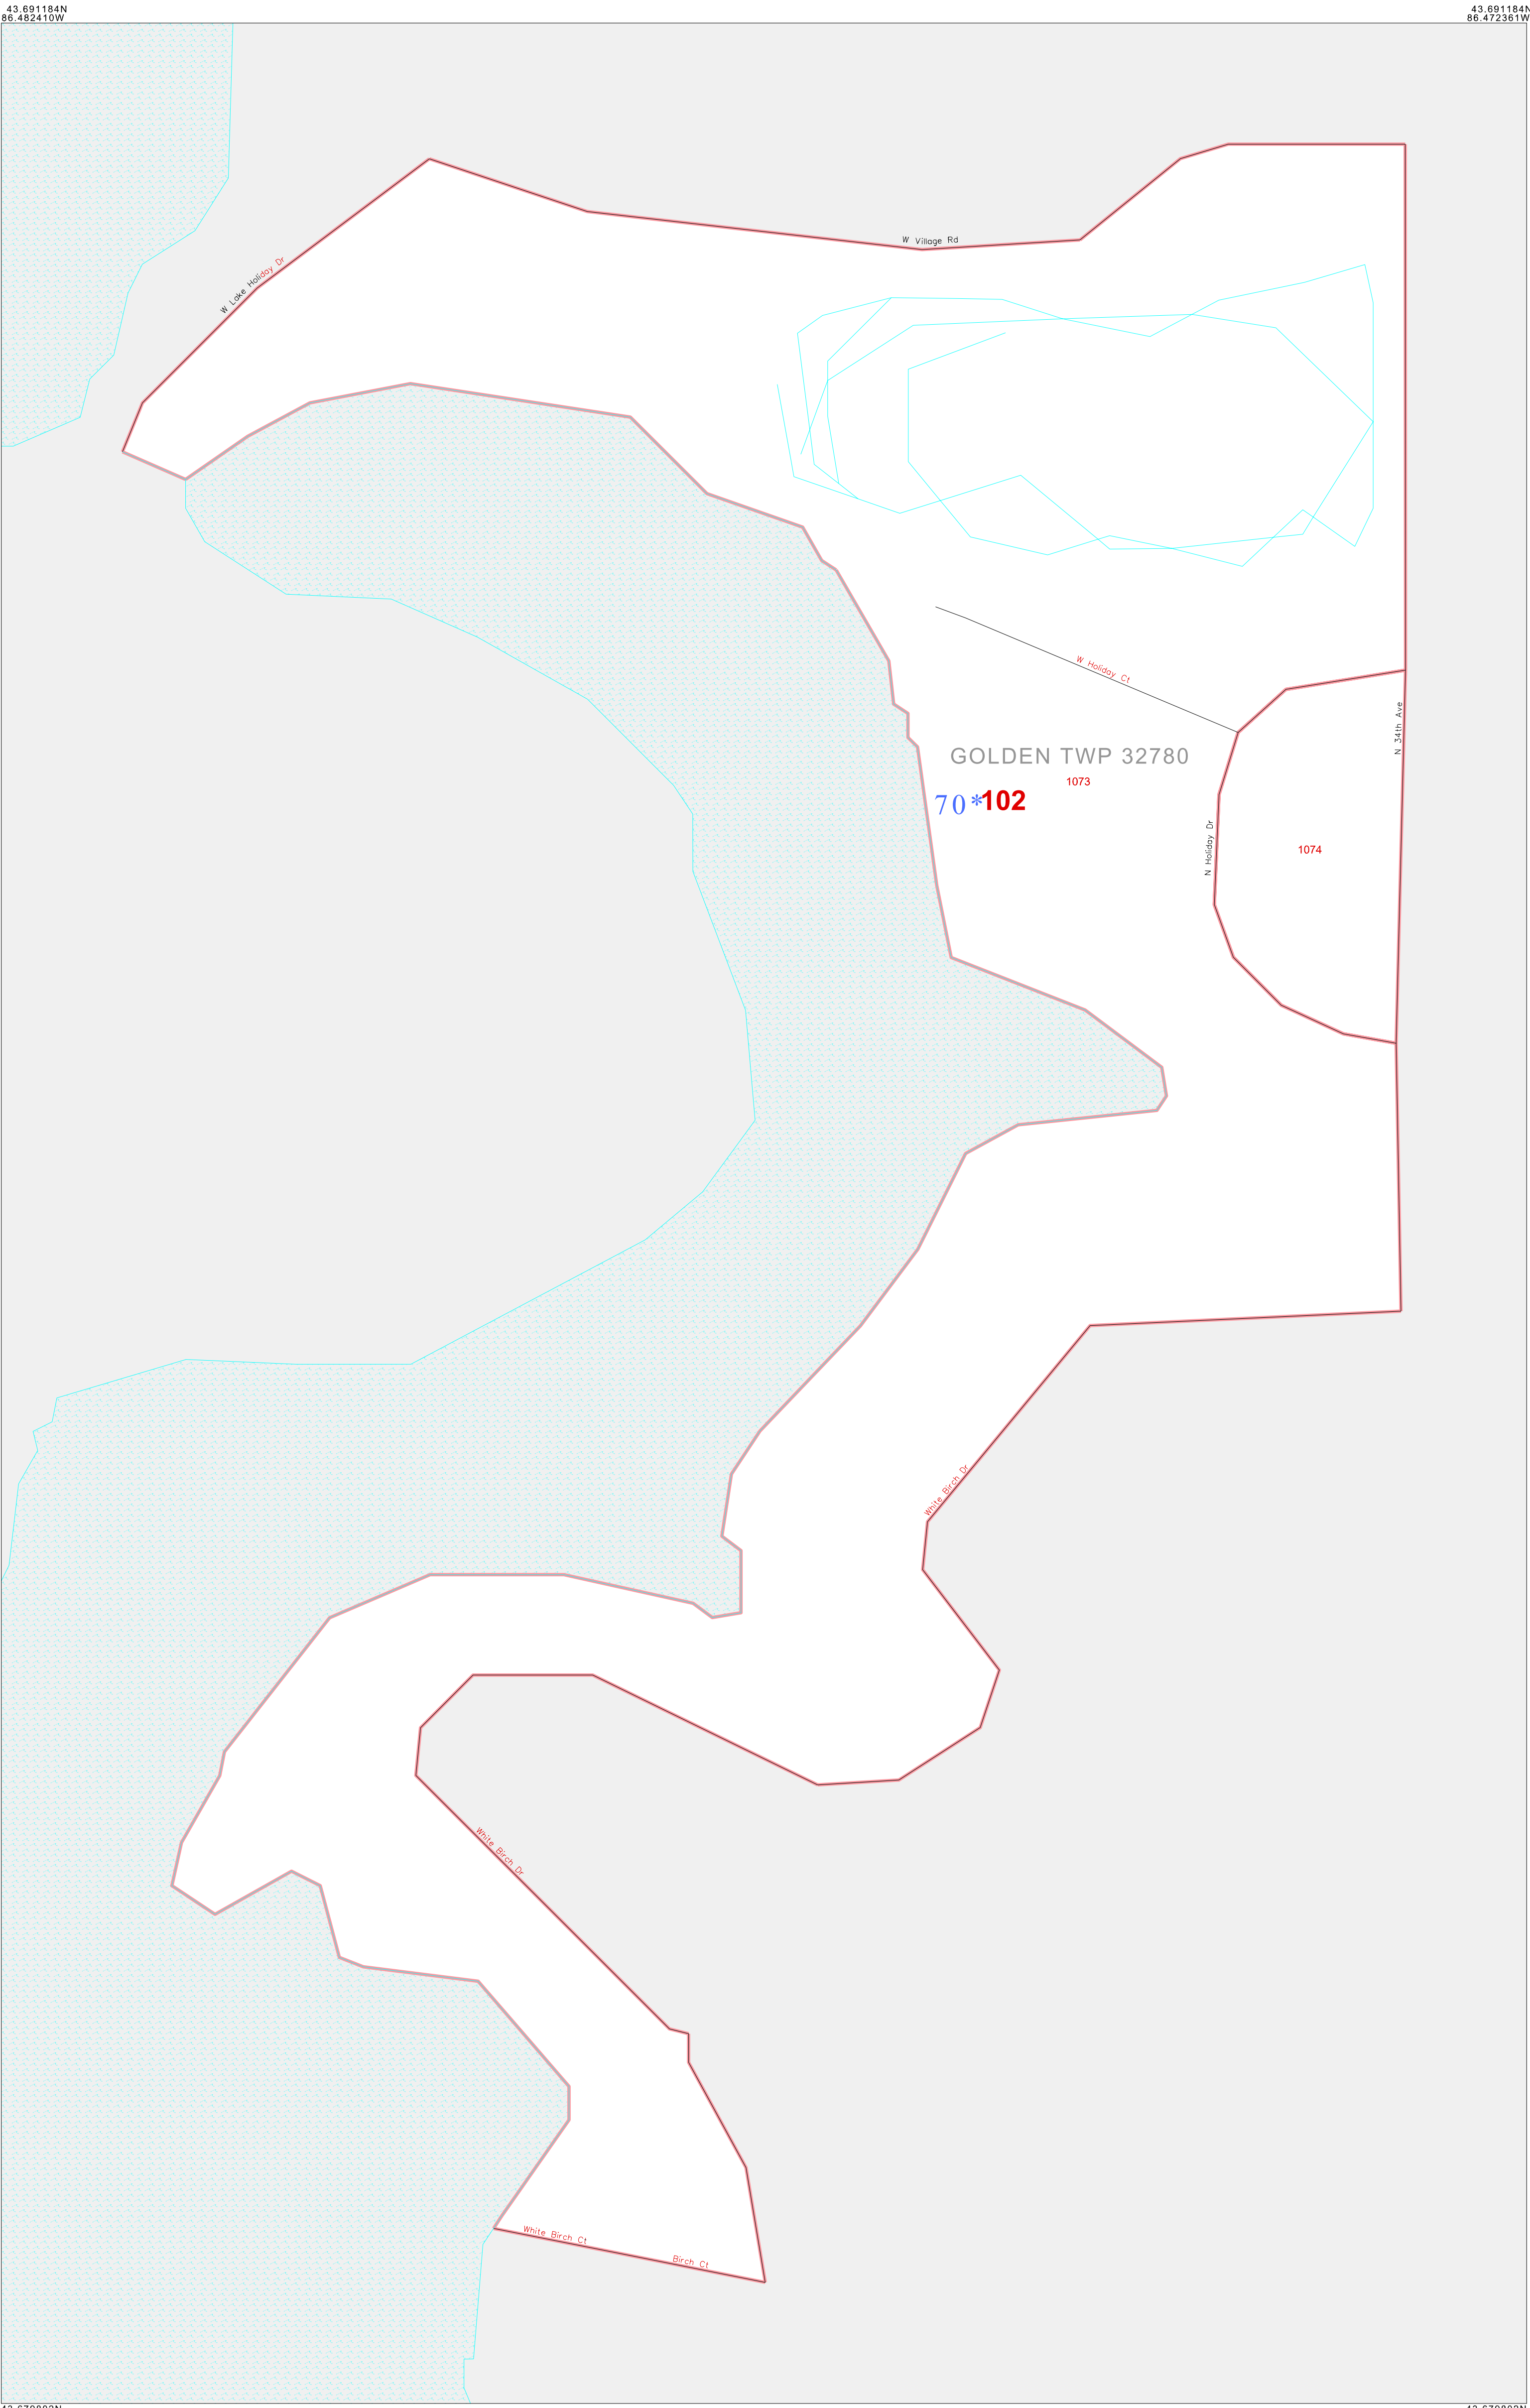 43.691184N
86.482410W
43.691184N
86.472361W
W Village Rd
W Lake Holiday Dr
W Holiday Ct
N 34th Ave
GOLDEN TWP 32780
1073
70*102
N Holiday Dr
1074
White Birch Dr
White Birch Dr
White Birch Ct
Birch Ct